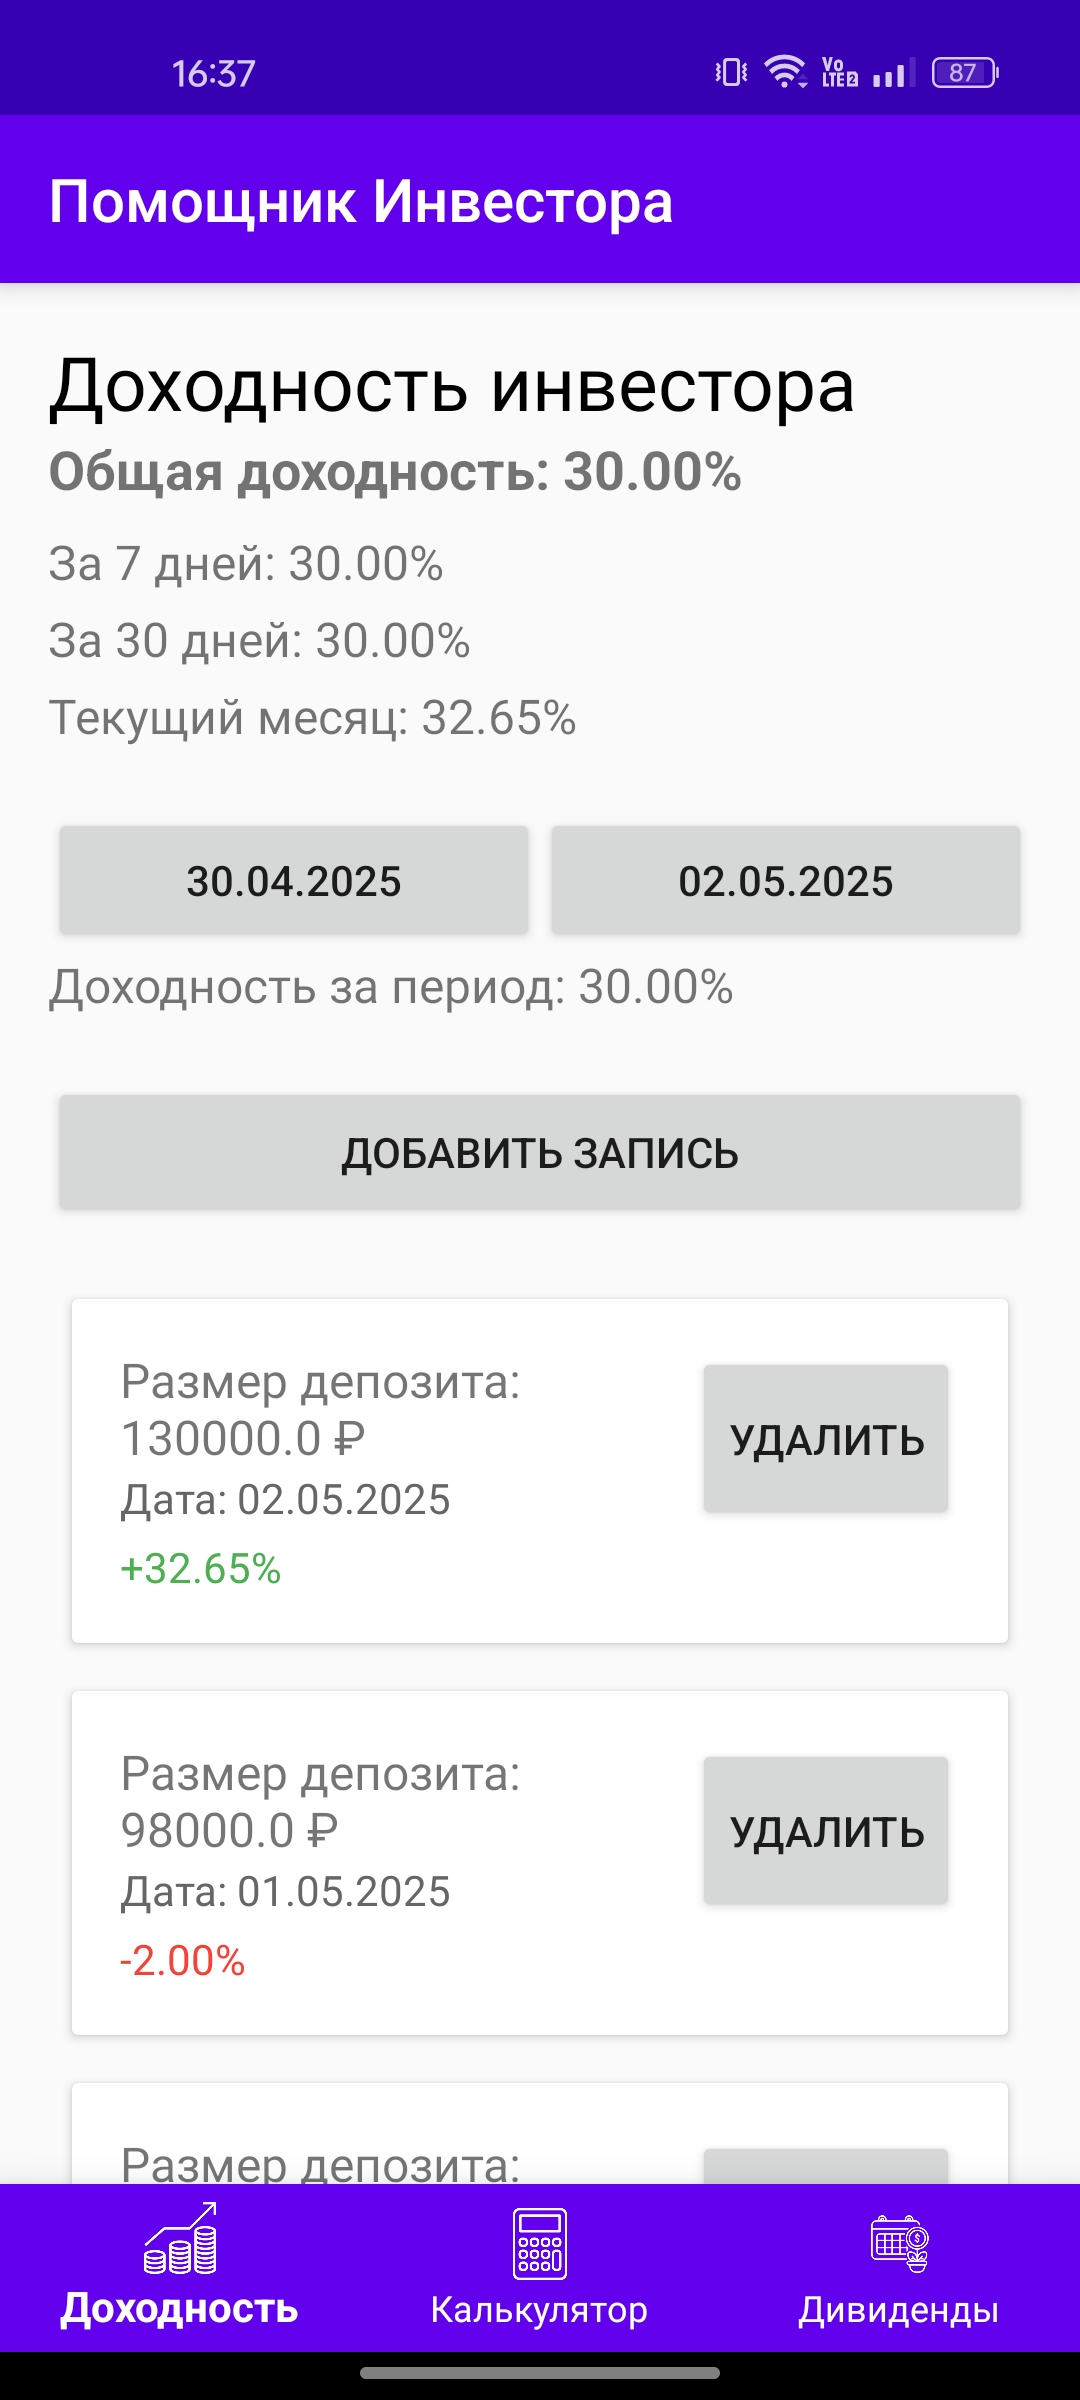 16:37
Vo
LTE 2
87
Помощник Инвестора
Доходность инвестора
Общая доходность: 30.00%
За 7 дней: 30.00%
За 30 дней: 30.00%
Текущий месяц: 32.65%
30.04.2025
02.05.2025
Доходность за период: 30.00%
ДОБАВИТЬ ЗАПИСЬ
Размер депозита:
130000.0 ₽
Дата: 02.05.2025
+32.65%
УДАЛИТЬ
Размер депозита:
98000.0 ₽
Дата: 01.05.2025
-2.00%
УДАЛИТЬ
Размер депозита:
Доходность
Калькулятор
Дивиденды